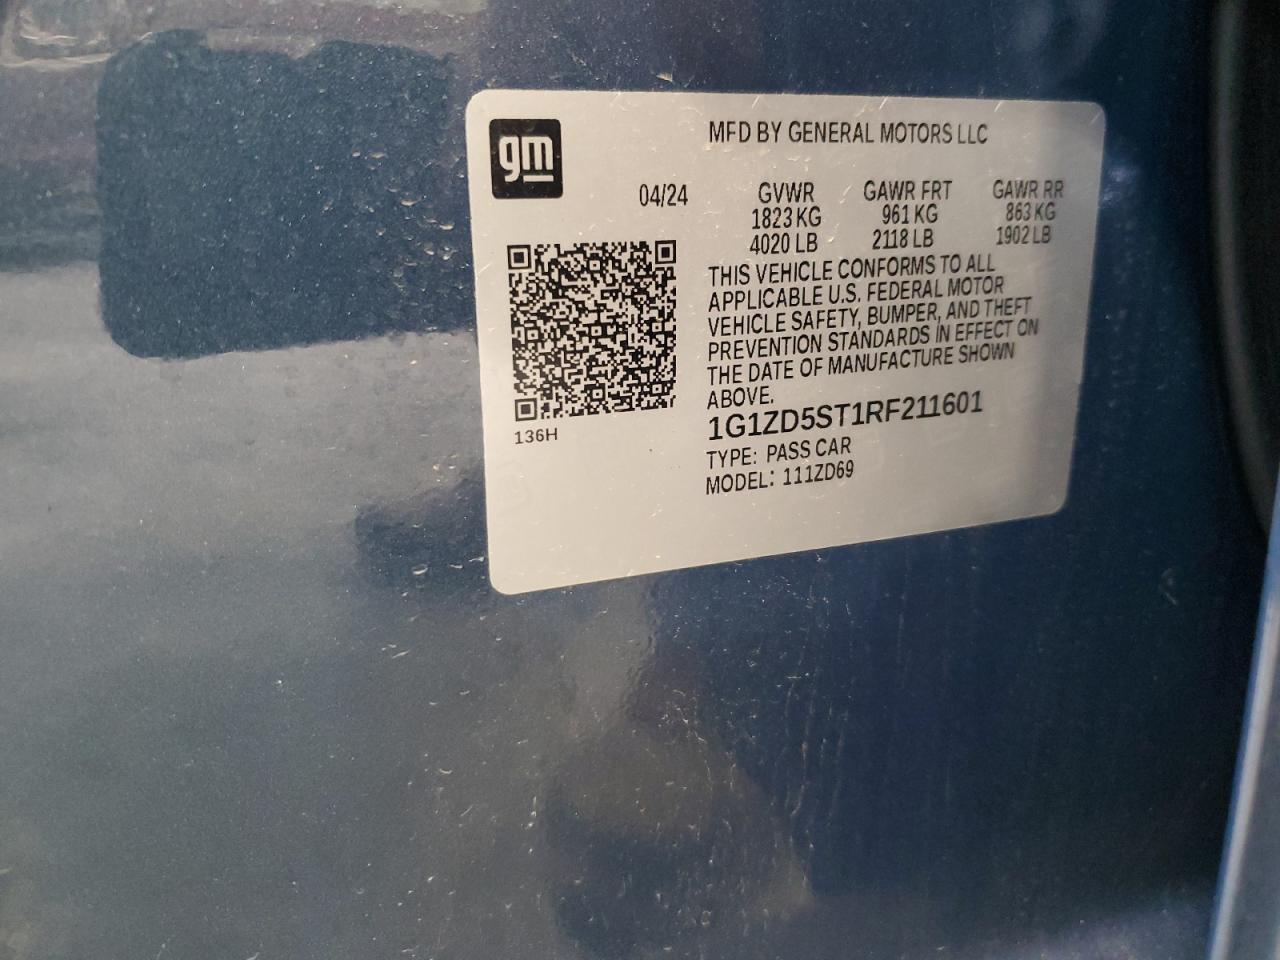 gm
MFD BY GENERAL MOTORS LLC
04/24 GVWR GAWR FRT GAWR RR
1823 KG 961 KG 863 KG
4020 LB 2118 LB 1902 LB
THIS VEHICLE CONFORMS TO ALL
APPLICABLE U.S. FEDERAL MOTOR
VEHICLE SAFETY, BUMPER, AND THEFT
PREVENTION STANDARDS IN EFFECT ON
THE DATE OF MANUFACTURE SHOWN
ABOVE.
1G1ZD5ST1RF211601
136H
TYPE: PASS CAR
MODEL: 111ZD69